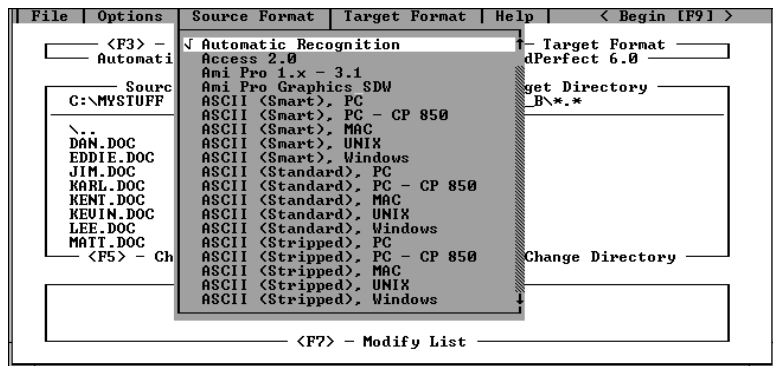 File Options Source Format Target Format Help < Begin [F9] >
<F3> - √ Automatic Recognition Target Format
Automati Access 2.0 dPerfect 6.0
Ami Pro 1.x - 3.1
Sourc Ami Pro Graphics SDW get Directory
C:\MYSTUFF ASCII (Smart), PC _B\*.*
ASCII (Smart), PC - CP 850
\.. ASCII (Smart), MAC
DAN.DOC ASCII (Smart), UNIX
EDDIE.DOC ASCII (Smart), Windows
JIM.DOC ASCII (Standard), PC
KARL.DOC ASCII (Standard), PC - CP 850
KENT.DOC ASCII (Standard), MAC
KEVIN.DOC ASCII (Standard), UNIX
LEE.DOC ASCII (Standard), Windows
MATT.DOC ASCII (Stripped), PC
<F5> - Ch ASCII (Stripped), PC - CP 850 Change Directory
ASCII (Stripped), MAC
ASCII (Stripped), UNIX
ASCII (Stripped), Windows
<F7> - Modify List